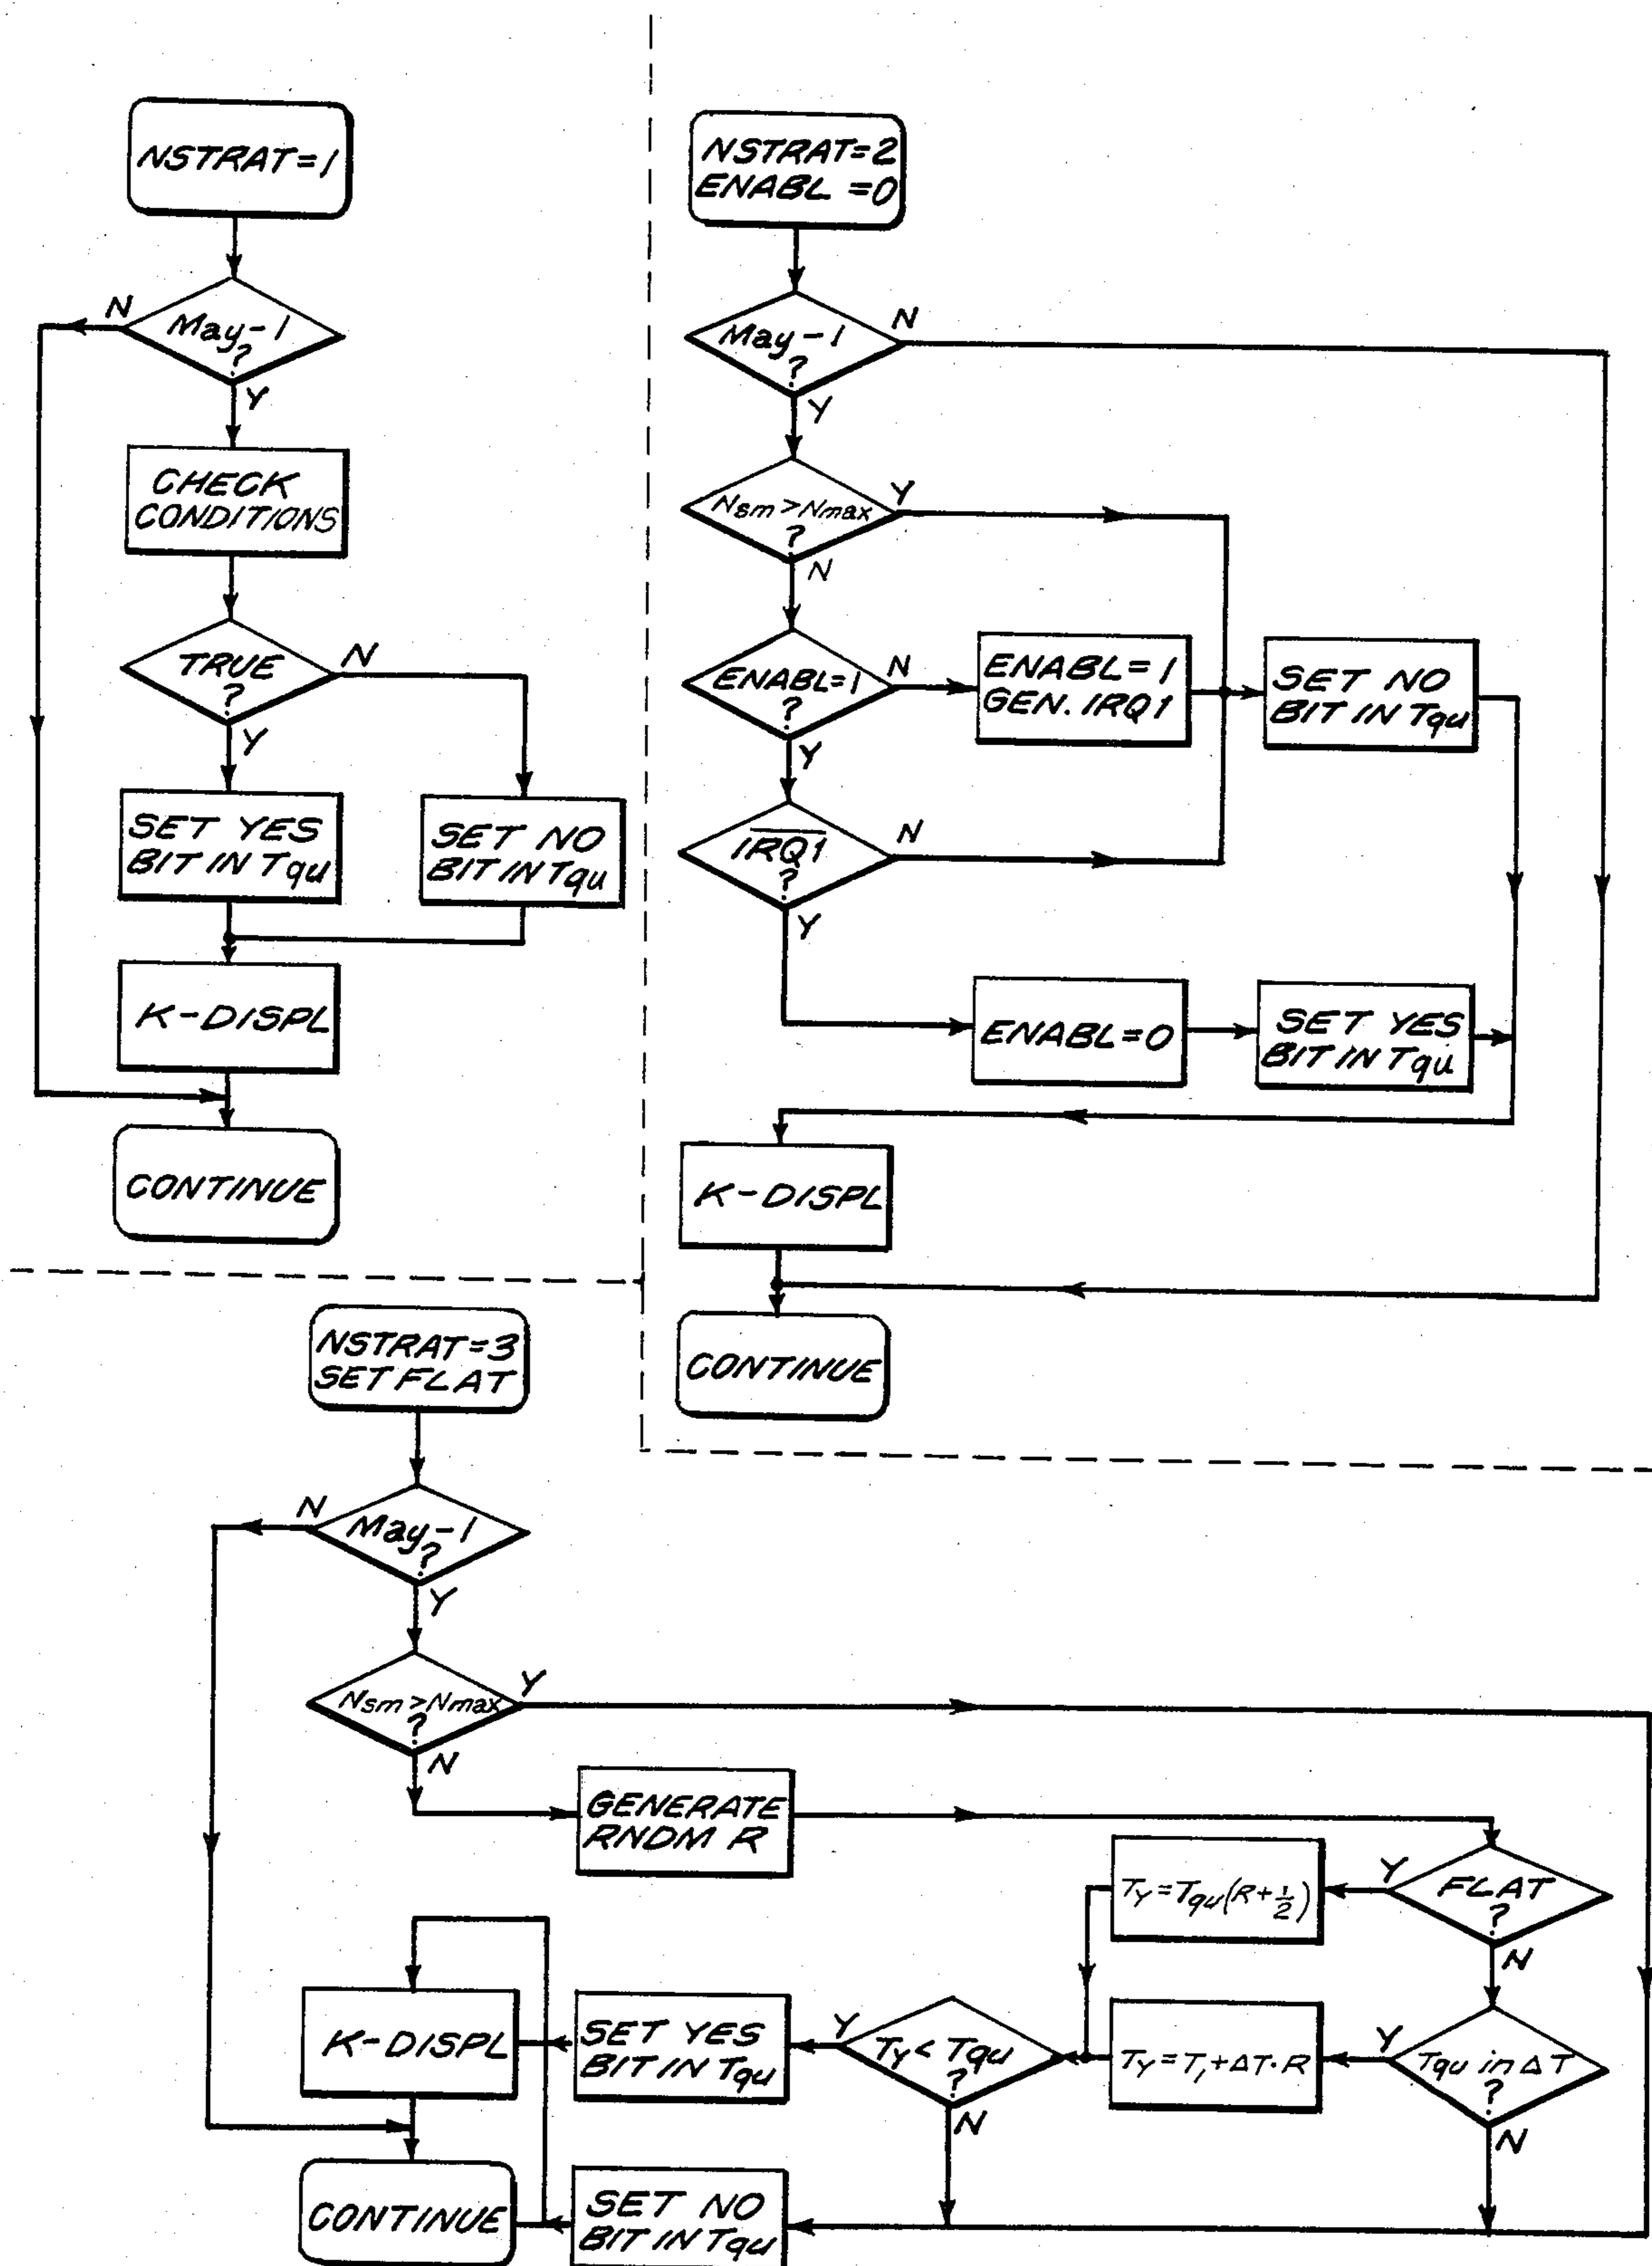 NSTRAT=1
N
May-1
?
Y
CHECK
CONDITIONS
TRUE
?
N
Y
SET YES
BIT IN Tqu
SET NO
BIT IN Tqu
K-DISPL
CONTINUE
NSTRAT=2
ENABL =0
May-1
?
N
Y
Nsm>Nmax
?
Y
N
ENABL=1
?
N
ENABL=1
GEN. IRQ1
SET NO
BIT IN Tqu
Y
I̅R̅Q̅1̅
?
N
Y
ENABL=0
SET YES
BIT IN Tqu
K-DISPL
CONTINUE
NSTRAT=3
SET FLAT
N
May-1
?
Y
Nsm>Nmax
?
Y
N
GENERATE
RNDM R
FLAT
?
Y
N
TY=Tqu(R+1/2)
Tqu in ΔT
?
Y
N
TY=T1+ΔT·R
TY<Tqu
?
Y
N
SET YES
BIT IN Tqu
K-DISPL
SET NO
BIT IN Tqu
CONTINUE